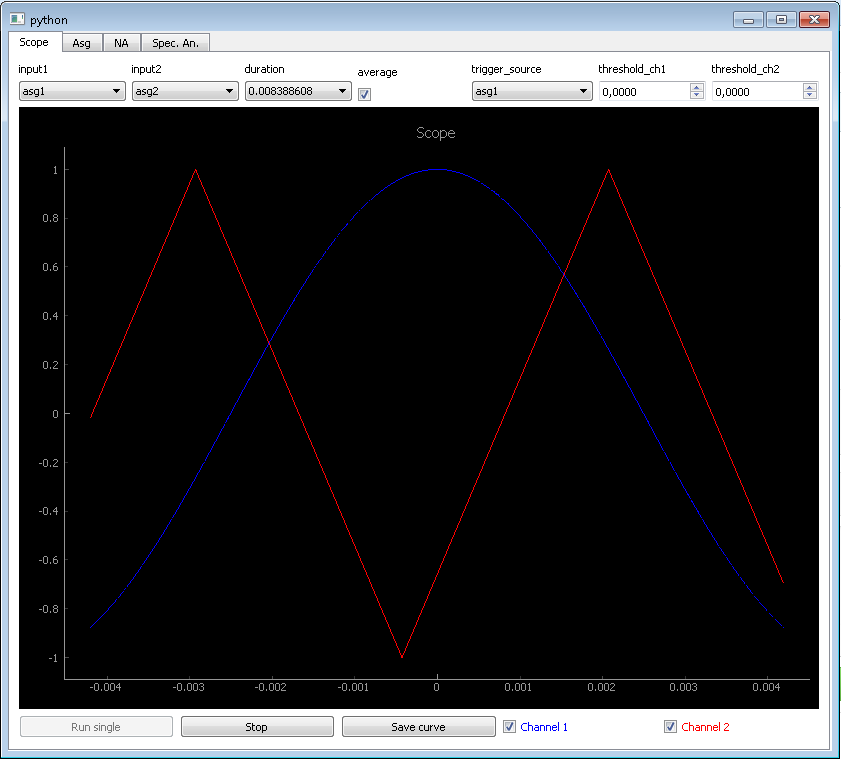 python
Scope Asg NA Spec. An.
input1 input2 duration average trigger_source threshold_ch1 threshold_ch2
asg1 asg2 0.008388608 asg1 0,0000 0,0000
Scope
1
0.8
0.6
0.4
0.2
0
-0.2
-0.4
-0.6
-0.8
-1
-0.004 -0.003 -0.002 -0.001 0 0.001 0.002 0.003 0.004
Run single Stop Save curve Channel 1 Channel 2